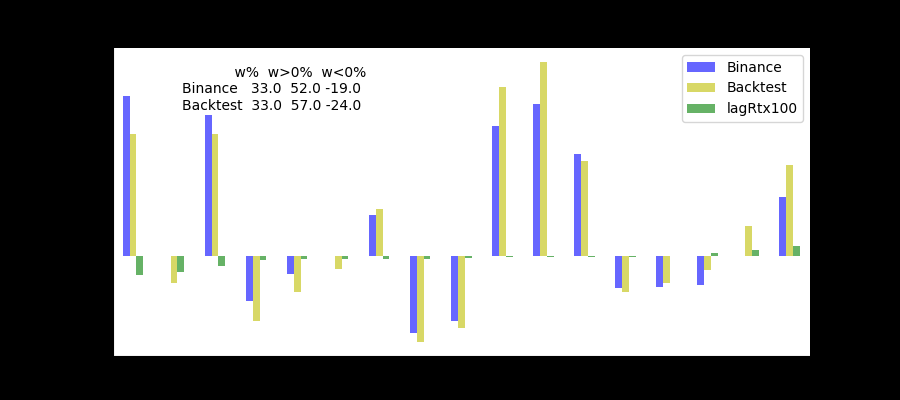 w% w>0% w<0%
Binance 33.0 52.0 -19.0
Backtest 33.0 57.0 -24.0
Binance
Backtest
lagRtx100